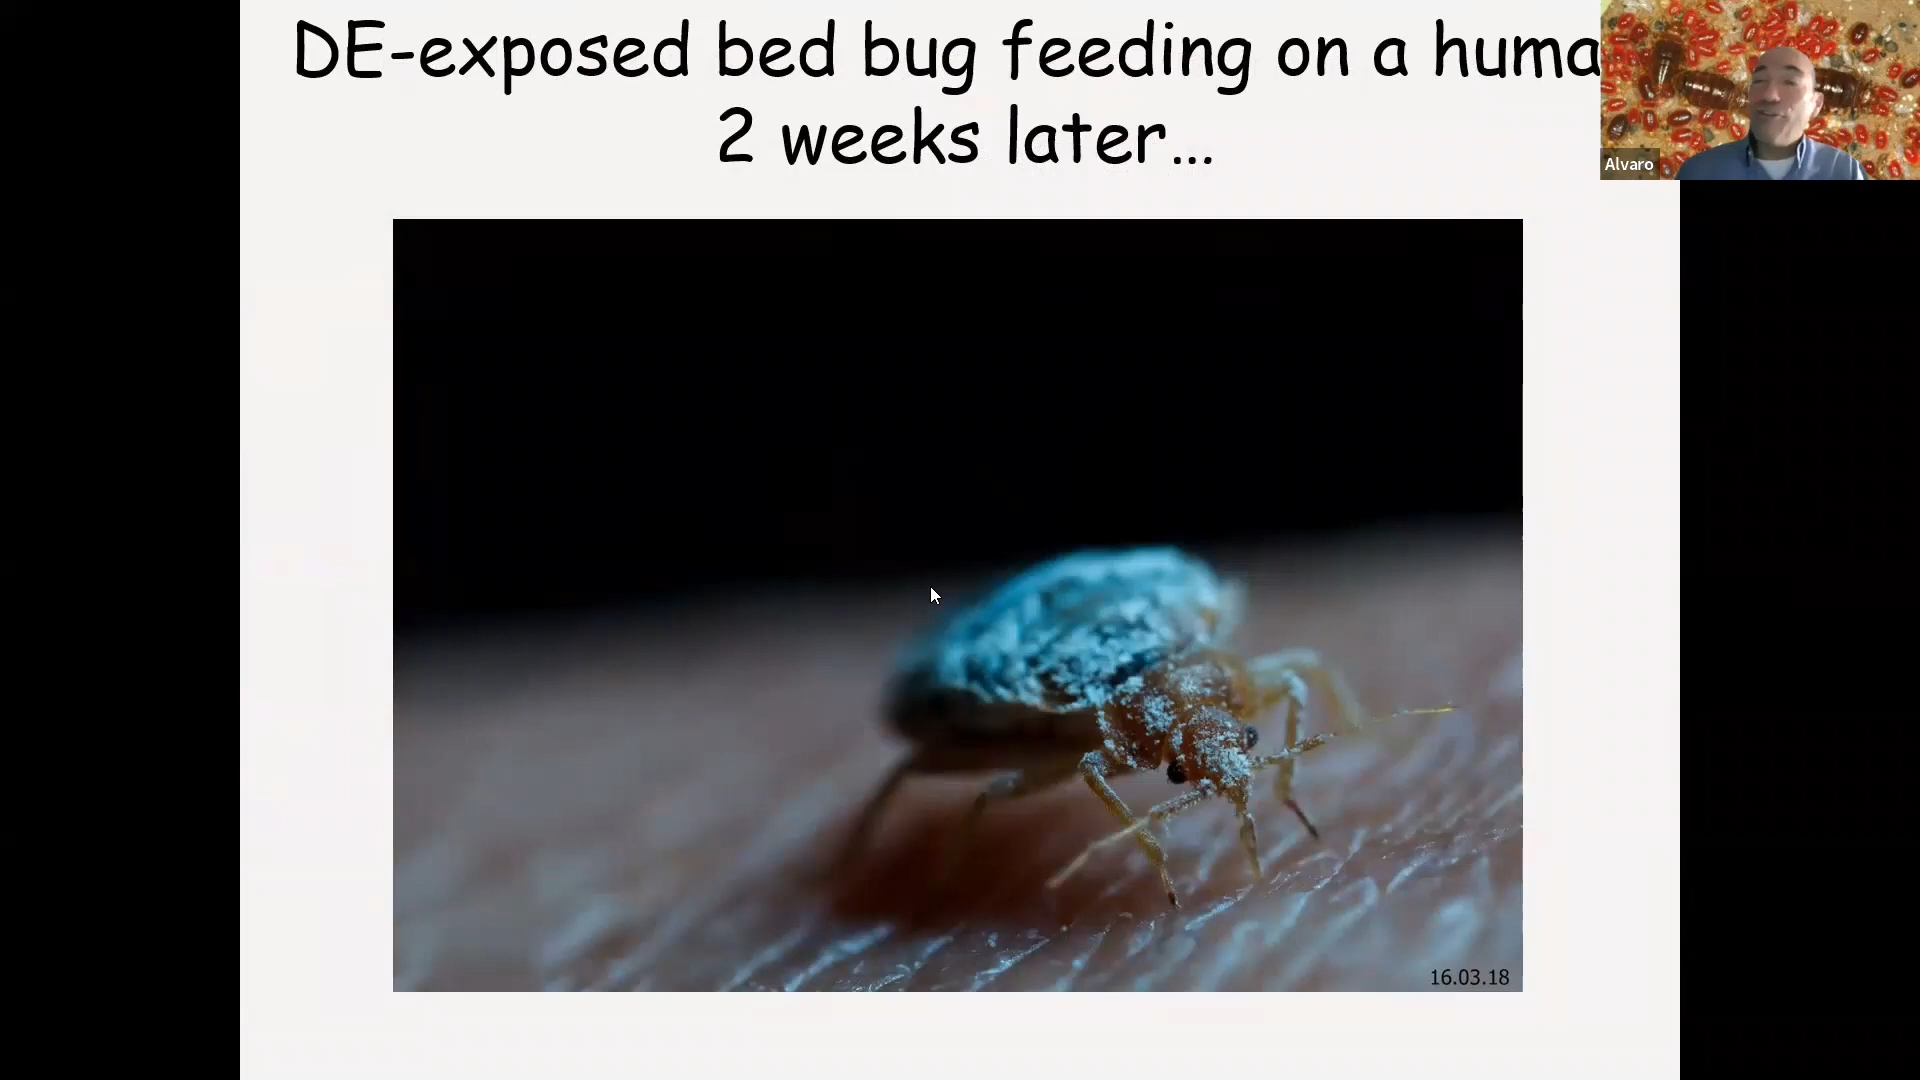 DE-exposed bed bug feeding on a huma
2 weeks later...
Alvaro
16.03.18